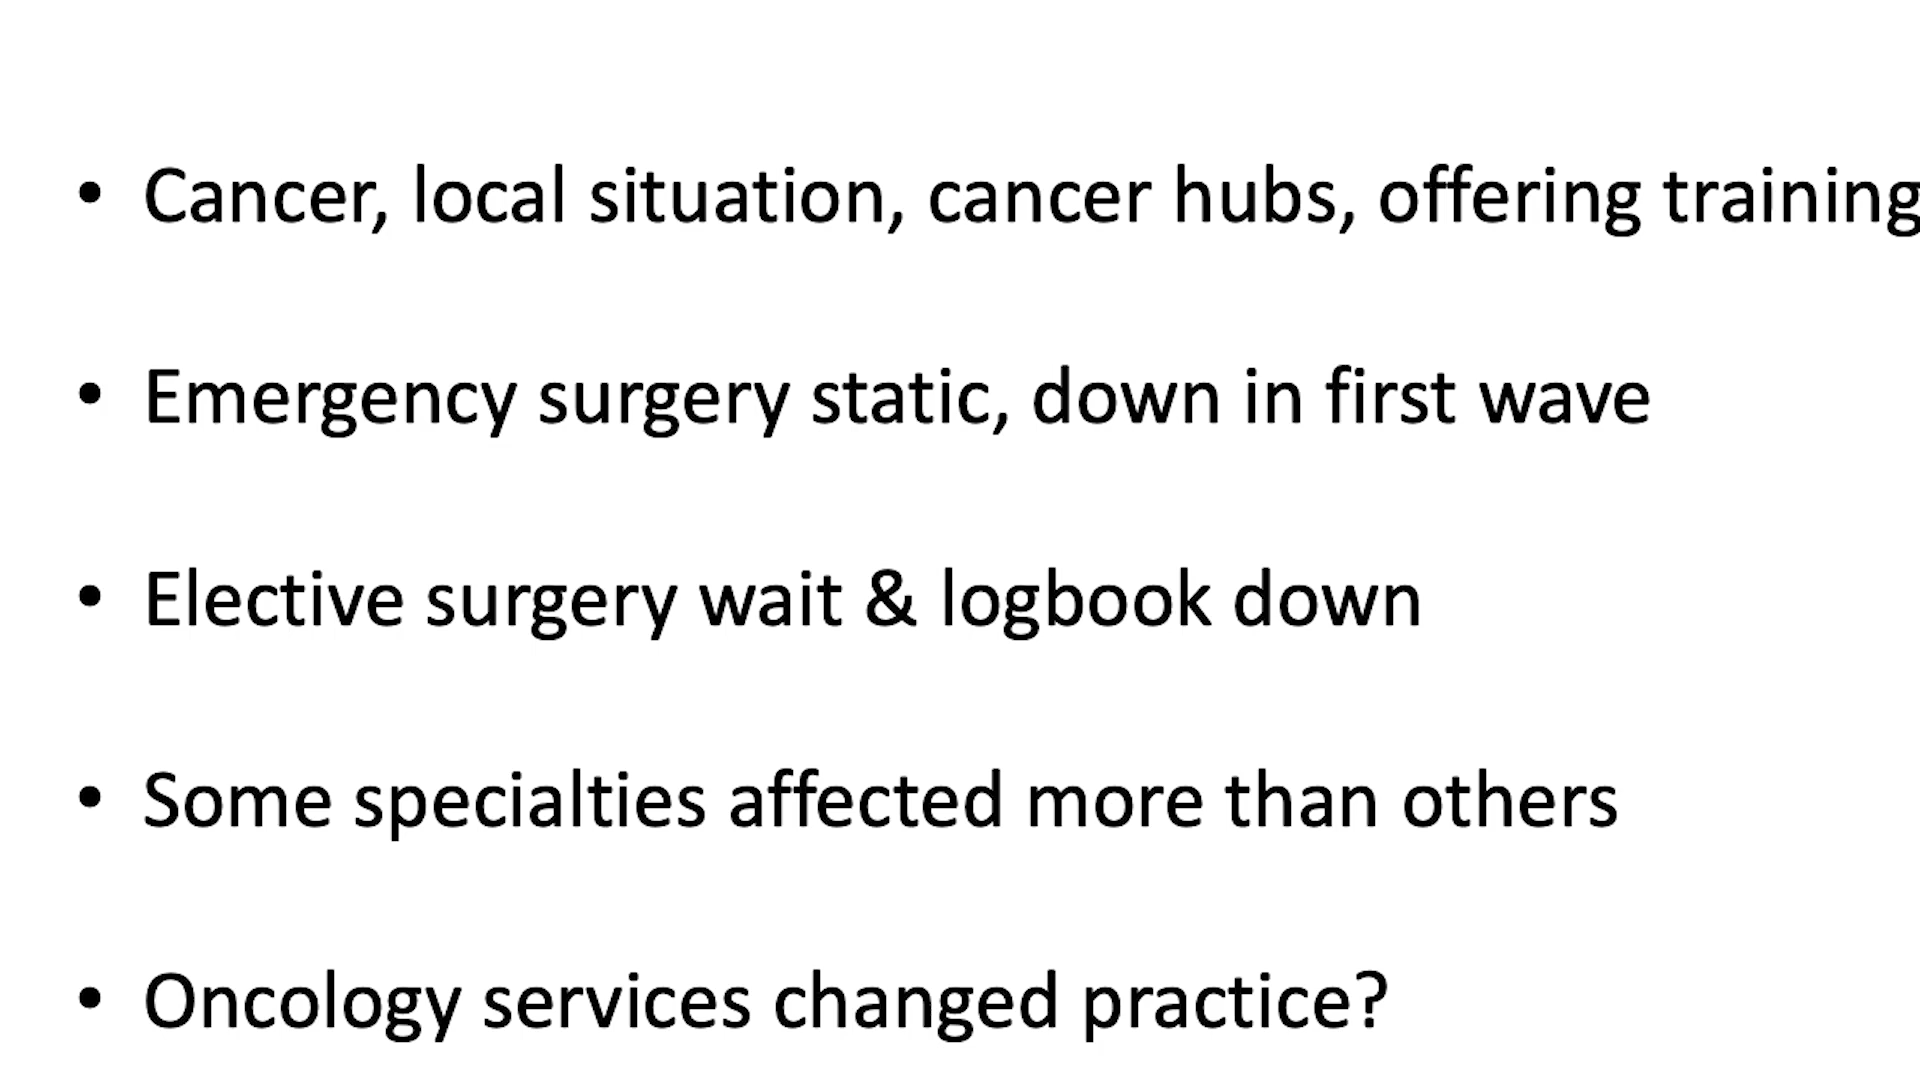 • Cancer, local situation, cancer hubs, offering training
• Emergency surgery static, down in first wave
• Elective surgery wait & logbook down
• Some specialties affected more than others
• Oncology services changed practice?